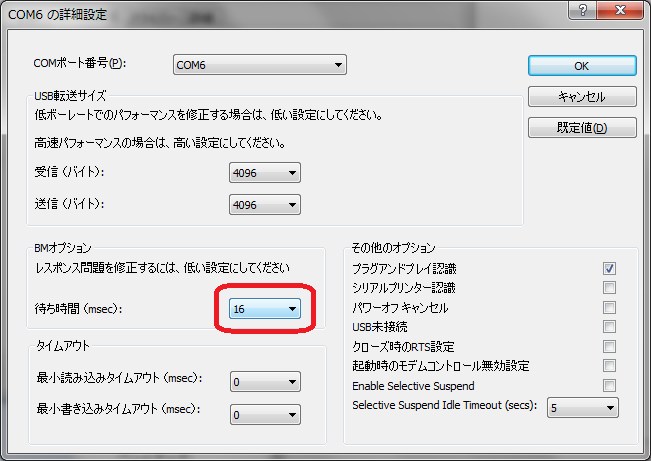 COM6 の詳細設定
COMポート番号(P):
COM6
OK
キャンセル
既定値(D)
USB転送サイズ
低ボーレートでのパフォーマンスを修正する場合は、低い設定にしてください。
高速パフォーマンスの場合は、高い設定にしてください。
受信 (バイト):
4096
送信 (バイト):
4096
BMオプション
レスポンス問題を修正するには、低い設定にしてください
待ち時間 (msec):
16
タイムアウト
最小読み込みタイムアウト (msec):
0
最小書き込みタイムアウト (msec):
0
その他のオプション
プラグアンドプレイ認識
シリアルプリンター認識
パワーオフ キャンセル
USB未接続
クローズ時のRTS設定
起動時のモデムコントロール無効設定
Enable Selective Suspend
Selective Suspend Idle Timeout (secs):
5